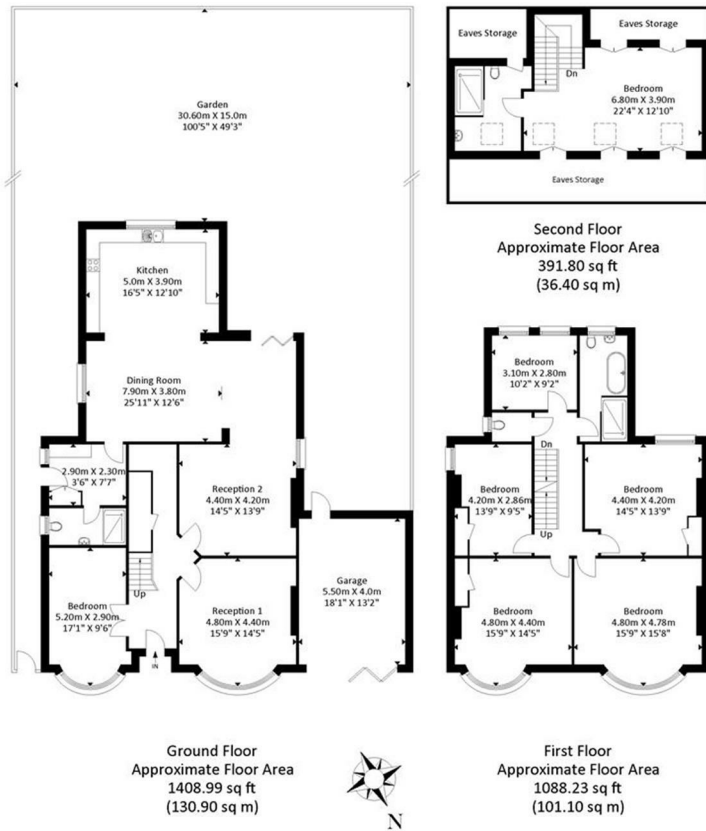 Garden
30.60m X 15.0m
100'5" X 49'3"
Kitchen
5.0m X 3.90m
16'5" X 12'10"
Dining Room
7.90m X 3.80m
25'11" X 12'6"
2.90m X 2.30m
3'6" X 7'7"
Reception 2
4.40m X 4.20m
14'5" X 13'9"
Bedroom
5.20m X 2.90m
17'1" X 9'6"
Up
IN
Reception 1
4.80m X 4.40m
15'9" X 14'5"
Garage
5.50m X 4.0m
18'1" X 13'2"
Ground Floor
Approximate Floor Area
1408.99 sq ft
(130.90 sq m)
Eaves Storage
Eaves Storage
Dn
Bedroom
6.80m X 3.90m
22'4" X 12'10"
Eaves Storage
Second Floor
Approximate Floor Area
391.80 sq ft
(36.40 sq m)
Bedroom
3.10m X 2.80m
10'2" X 9'2"
Dn
Bedroom
4.20m X 2.86m
13'9" X 9'5"
Up
Bedroom
4.40m X 4.20m
14'5" X 13'9"
Bedroom
4.80m X 4.40m
15'9" X 14'5"
Bedroom
4.80m X 4.78m
15'9" X 15'8"
First Floor
Approximate Floor Area
1088.23 sq ft
(101.10 sq m)
N